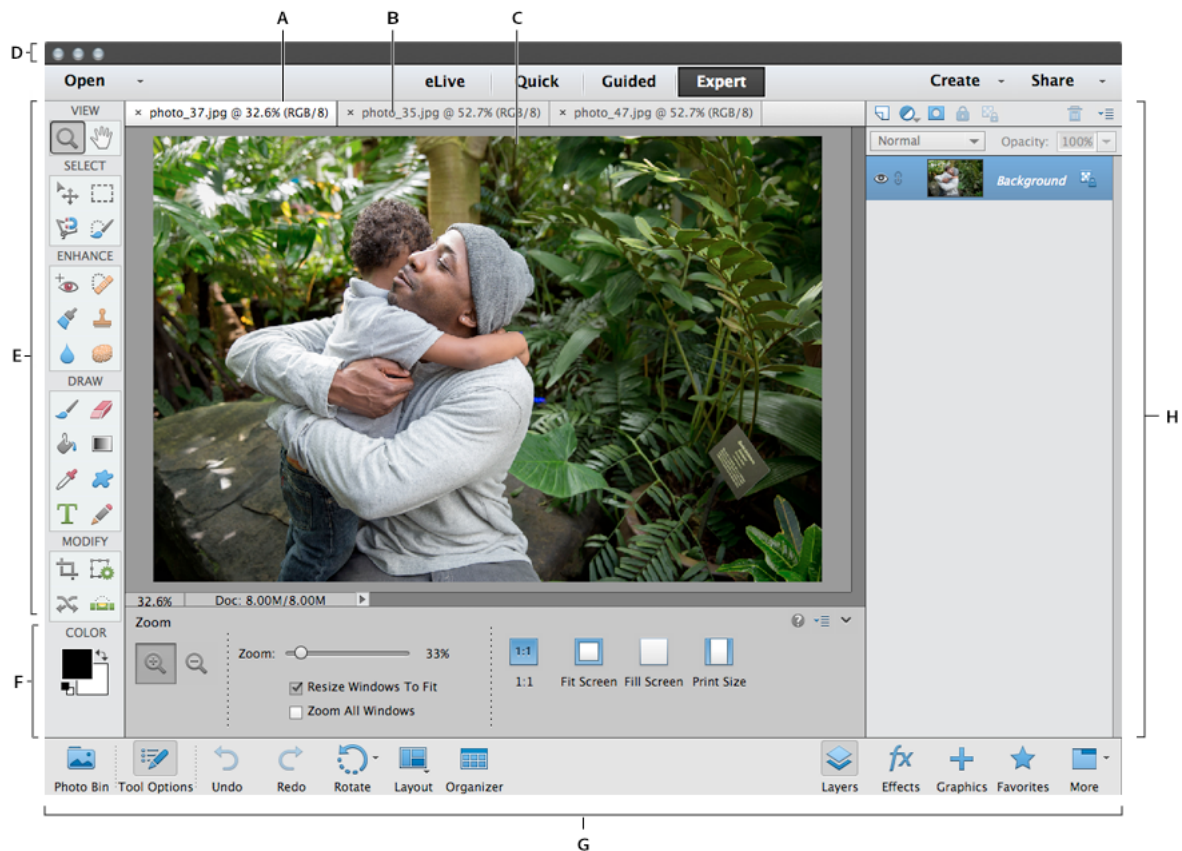 A B C
D
Open eLive Quick Guided Expert Create Share
VIEW
× photo_37.jpg @ 32.6% (RGB/8) × photo_35.jpg @ 52.7% (RGB/8) × photo_47.jpg @ 52.7% (RGB/8)
Normal Opacity: 100%
SELECT
Background
ENHANCE
E
DRAW
H
T
MODIFY
32.6% Doc: 8.00M/8.00M
COLOR
Zoom
Zoom: 33%
1:1
1:1 Fit Screen Fill Screen Print Size
Resize Windows To Fit
Zoom All Windows
F
fx
Photo Bin Tool Options Undo Redo Rotate Layout Organizer Layers Effects Graphics Favorites More
G